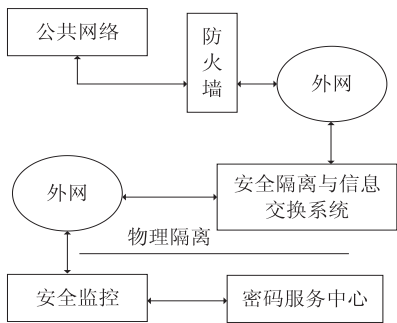 公共网络
防
火
墙
外网
安全隔离与信息
交换系统
外网
物理隔离
安全监控
密码服务中心